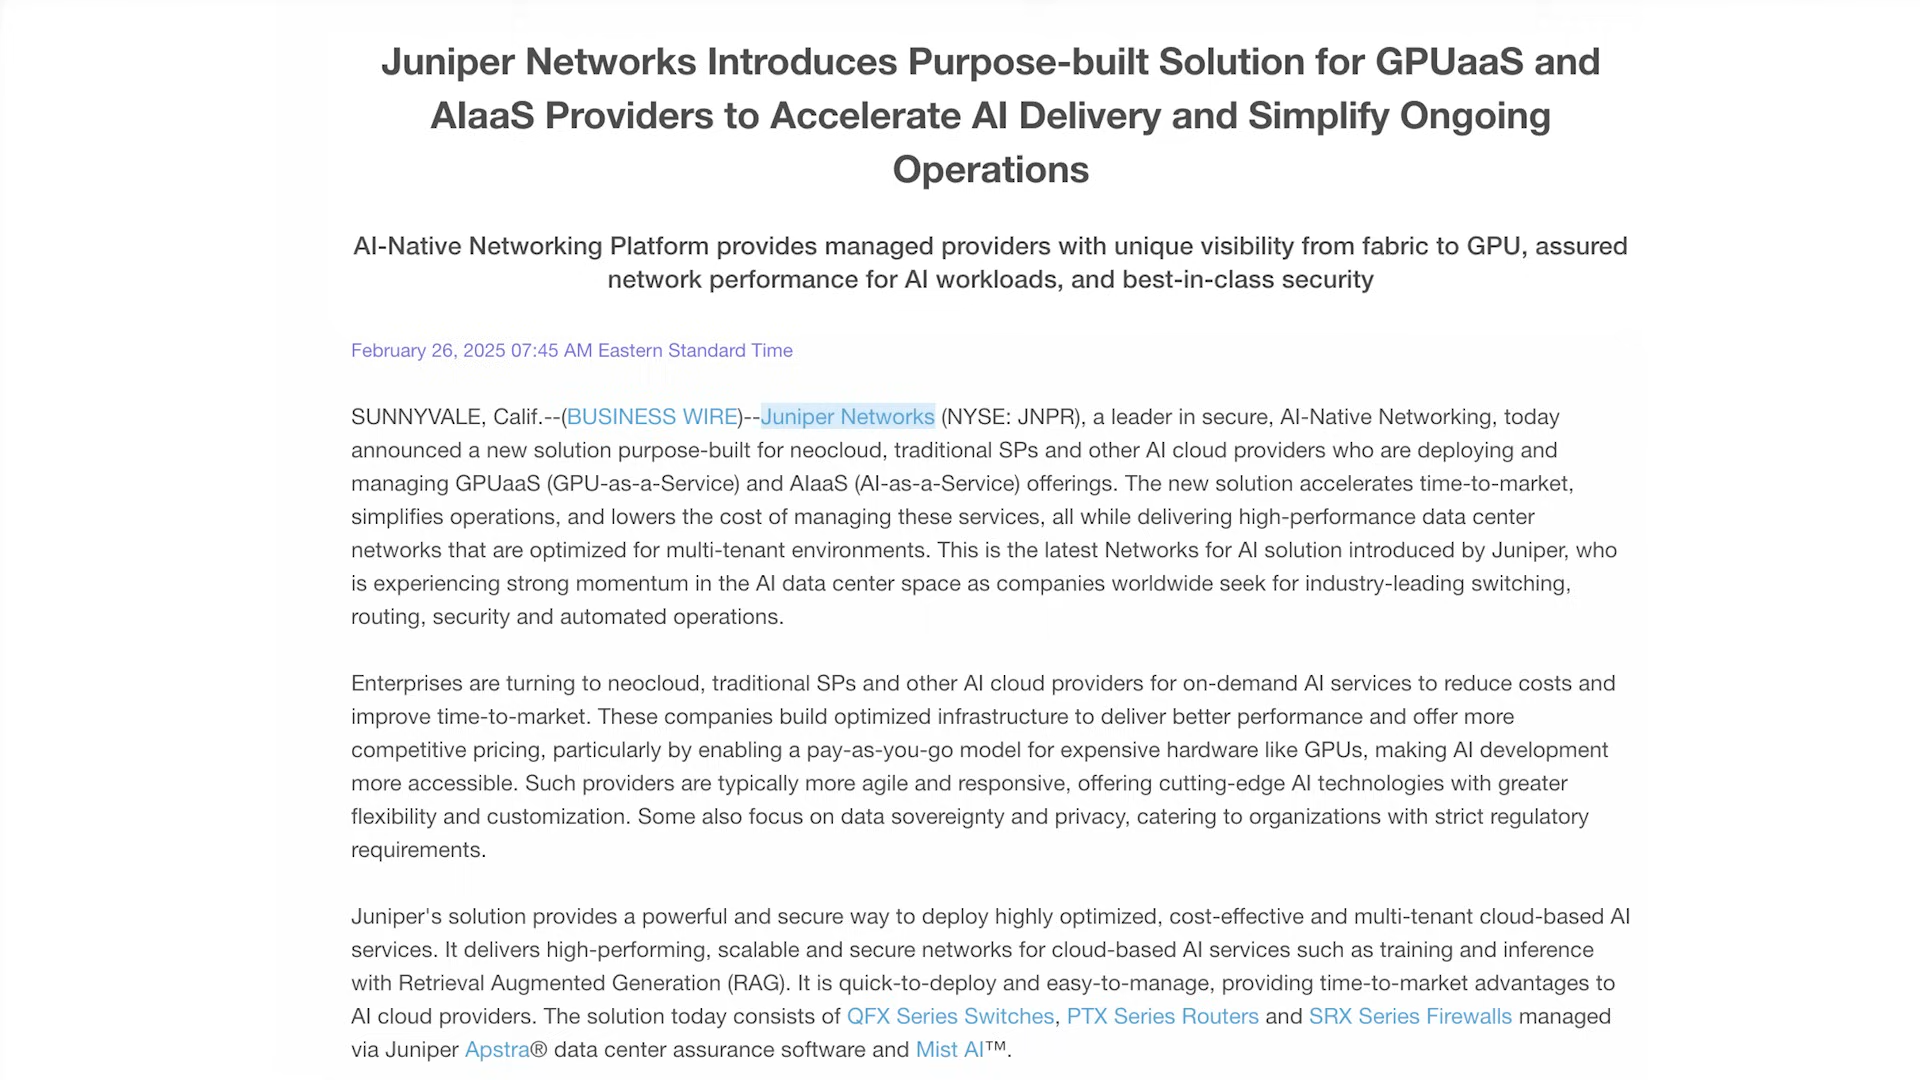 Juniper Networks Introduces Purpose-built Solution for GPUaaS and
AIaaS Providers to Accelerate AI Delivery and Simplify Ongoing
Operations
AI-Native Networking Platform provides managed providers with unique visibility from fabric to GPU, assured
network performance for AI workloads, and best-in-class security
February 26, 2025 07:45 AM Eastern Standard Time
SUNNYVALE, Calif.--(BUSINESS WIRE)--Juniper Networks (NYSE: JNPR), a leader in secure, AI-Native Networking, today
announced a new solution purpose-built for neocloud, traditional SPs and other AI cloud providers who are deploying and
managing GPUaaS (GPU-as-a-Service) and AIaaS (AI-as-a-Service) offerings. The new solution accelerates time-to-market,
simplifies operations, and lowers the cost of managing these services, all while delivering high-performance data center
networks that are optimized for multi-tenant environments. This is the latest Networks for AI solution introduced by Juniper, who
is experiencing strong momentum in the AI data center space as companies worldwide seek for industry-leading switching,
routing, security and automated operations.
Enterprises are turning to neocloud, traditional SPs and other AI cloud providers for on-demand AI services to reduce costs and
improve time-to-market. These companies build optimized infrastructure to deliver better performance and offer more
competitive pricing, particularly by enabling a pay-as-you-go model for expensive hardware like GPUs, making AI development
more accessible. Such providers are typically more agile and responsive, offering cutting-edge AI technologies with greater
flexibility and customization. Some also focus on data sovereignty and privacy, catering to organizations with strict regulatory
requirements.
Juniper's solution provides a powerful and secure way to deploy highly optimized, cost-effective and multi-tenant cloud-based AI
services. It delivers high-performing, scalable and secure networks for cloud-based AI services such as training and inference
with Retrieval Augmented Generation (RAG). It is quick-to-deploy and easy-to-manage, providing time-to-market advantages to
AI cloud providers. The solution today consists of QFX Series Switches, PTX Series Routers and SRX Series Firewalls managed
via Juniper Apstra® data center assurance software and Mist AI™.